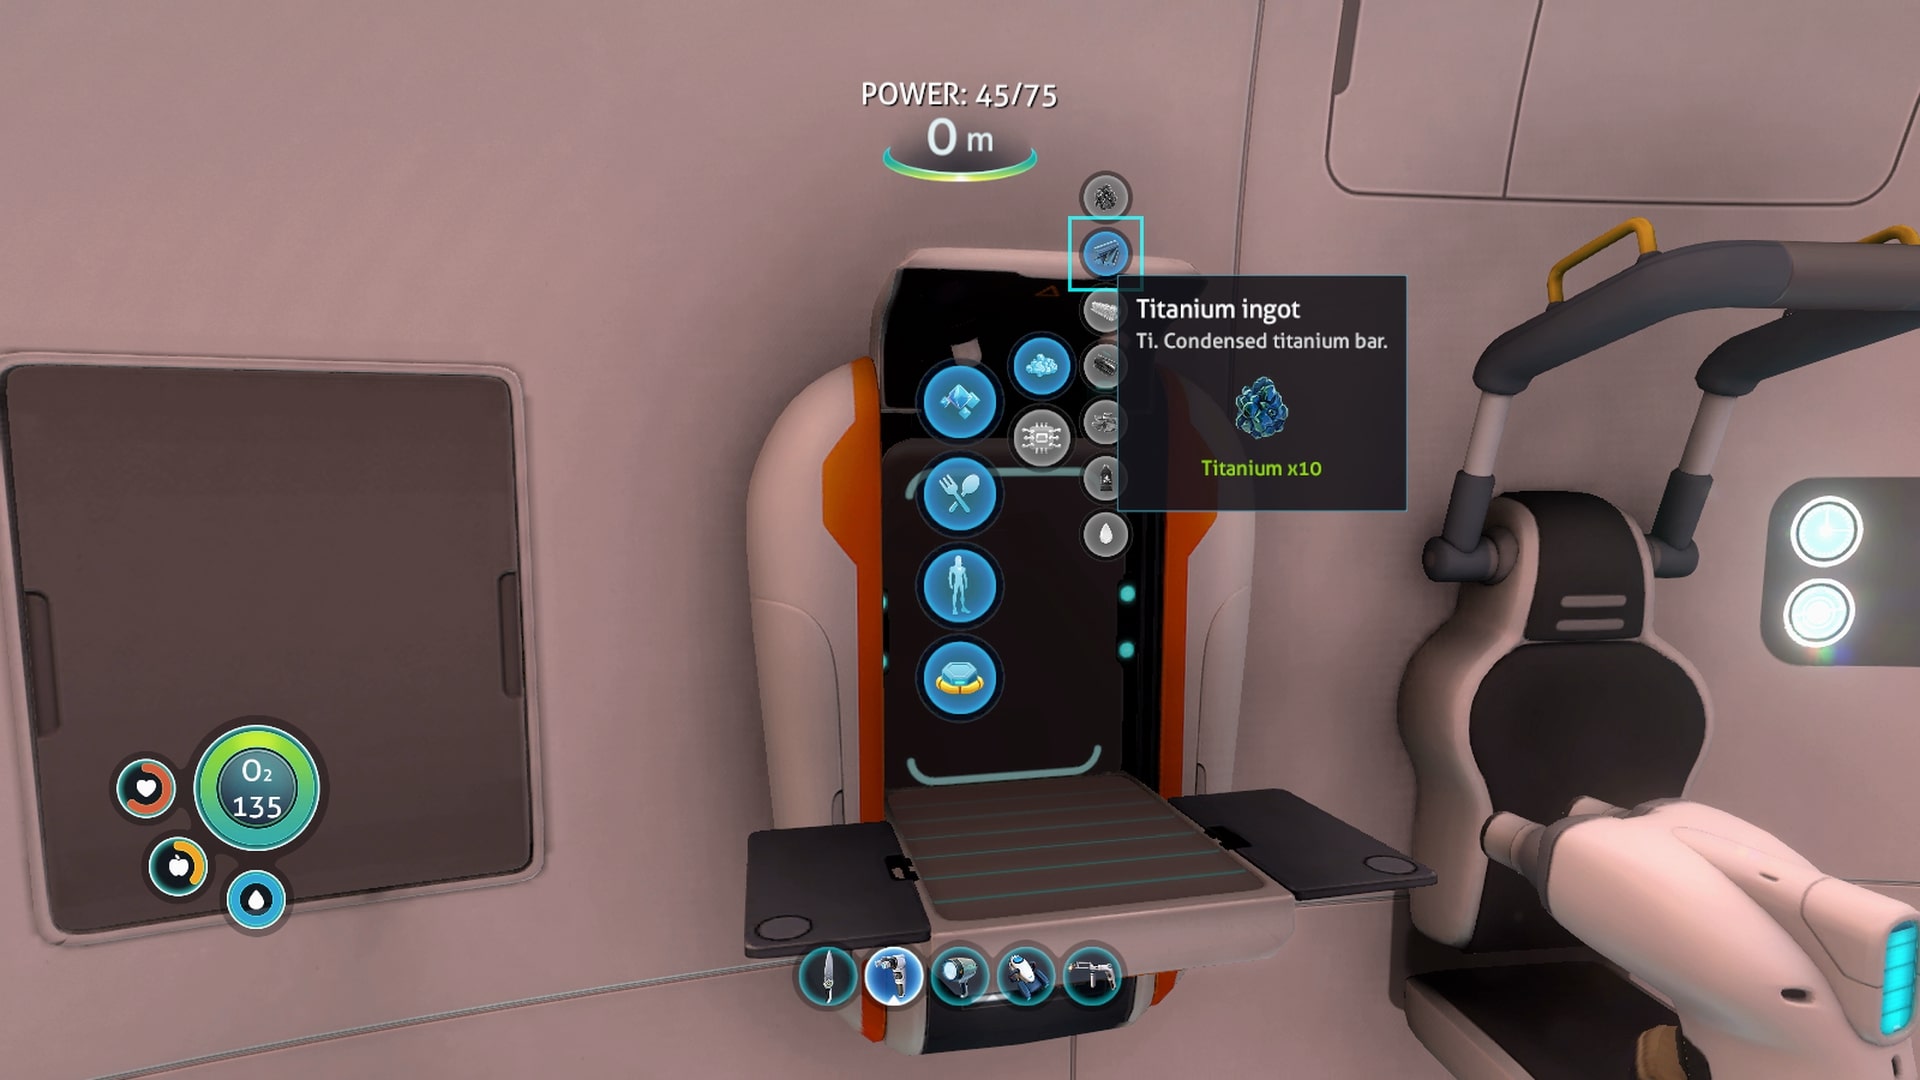 POWER: 45/75
0 m
Titanium ingot
Ti. Condensed titanium bar.
Titanium x10
O₂
135